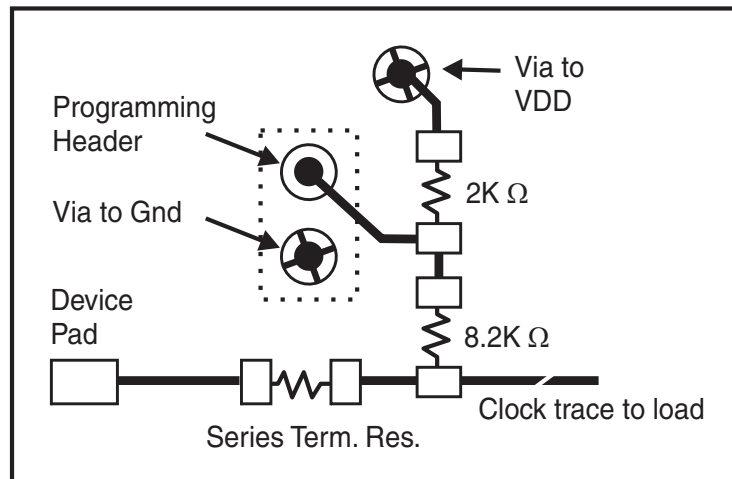 Via to
VDD
Programming
Header
2K Ω
Via to Gnd
Device
Pad
8.2K Ω
Clock trace to load
Series Term. Res.